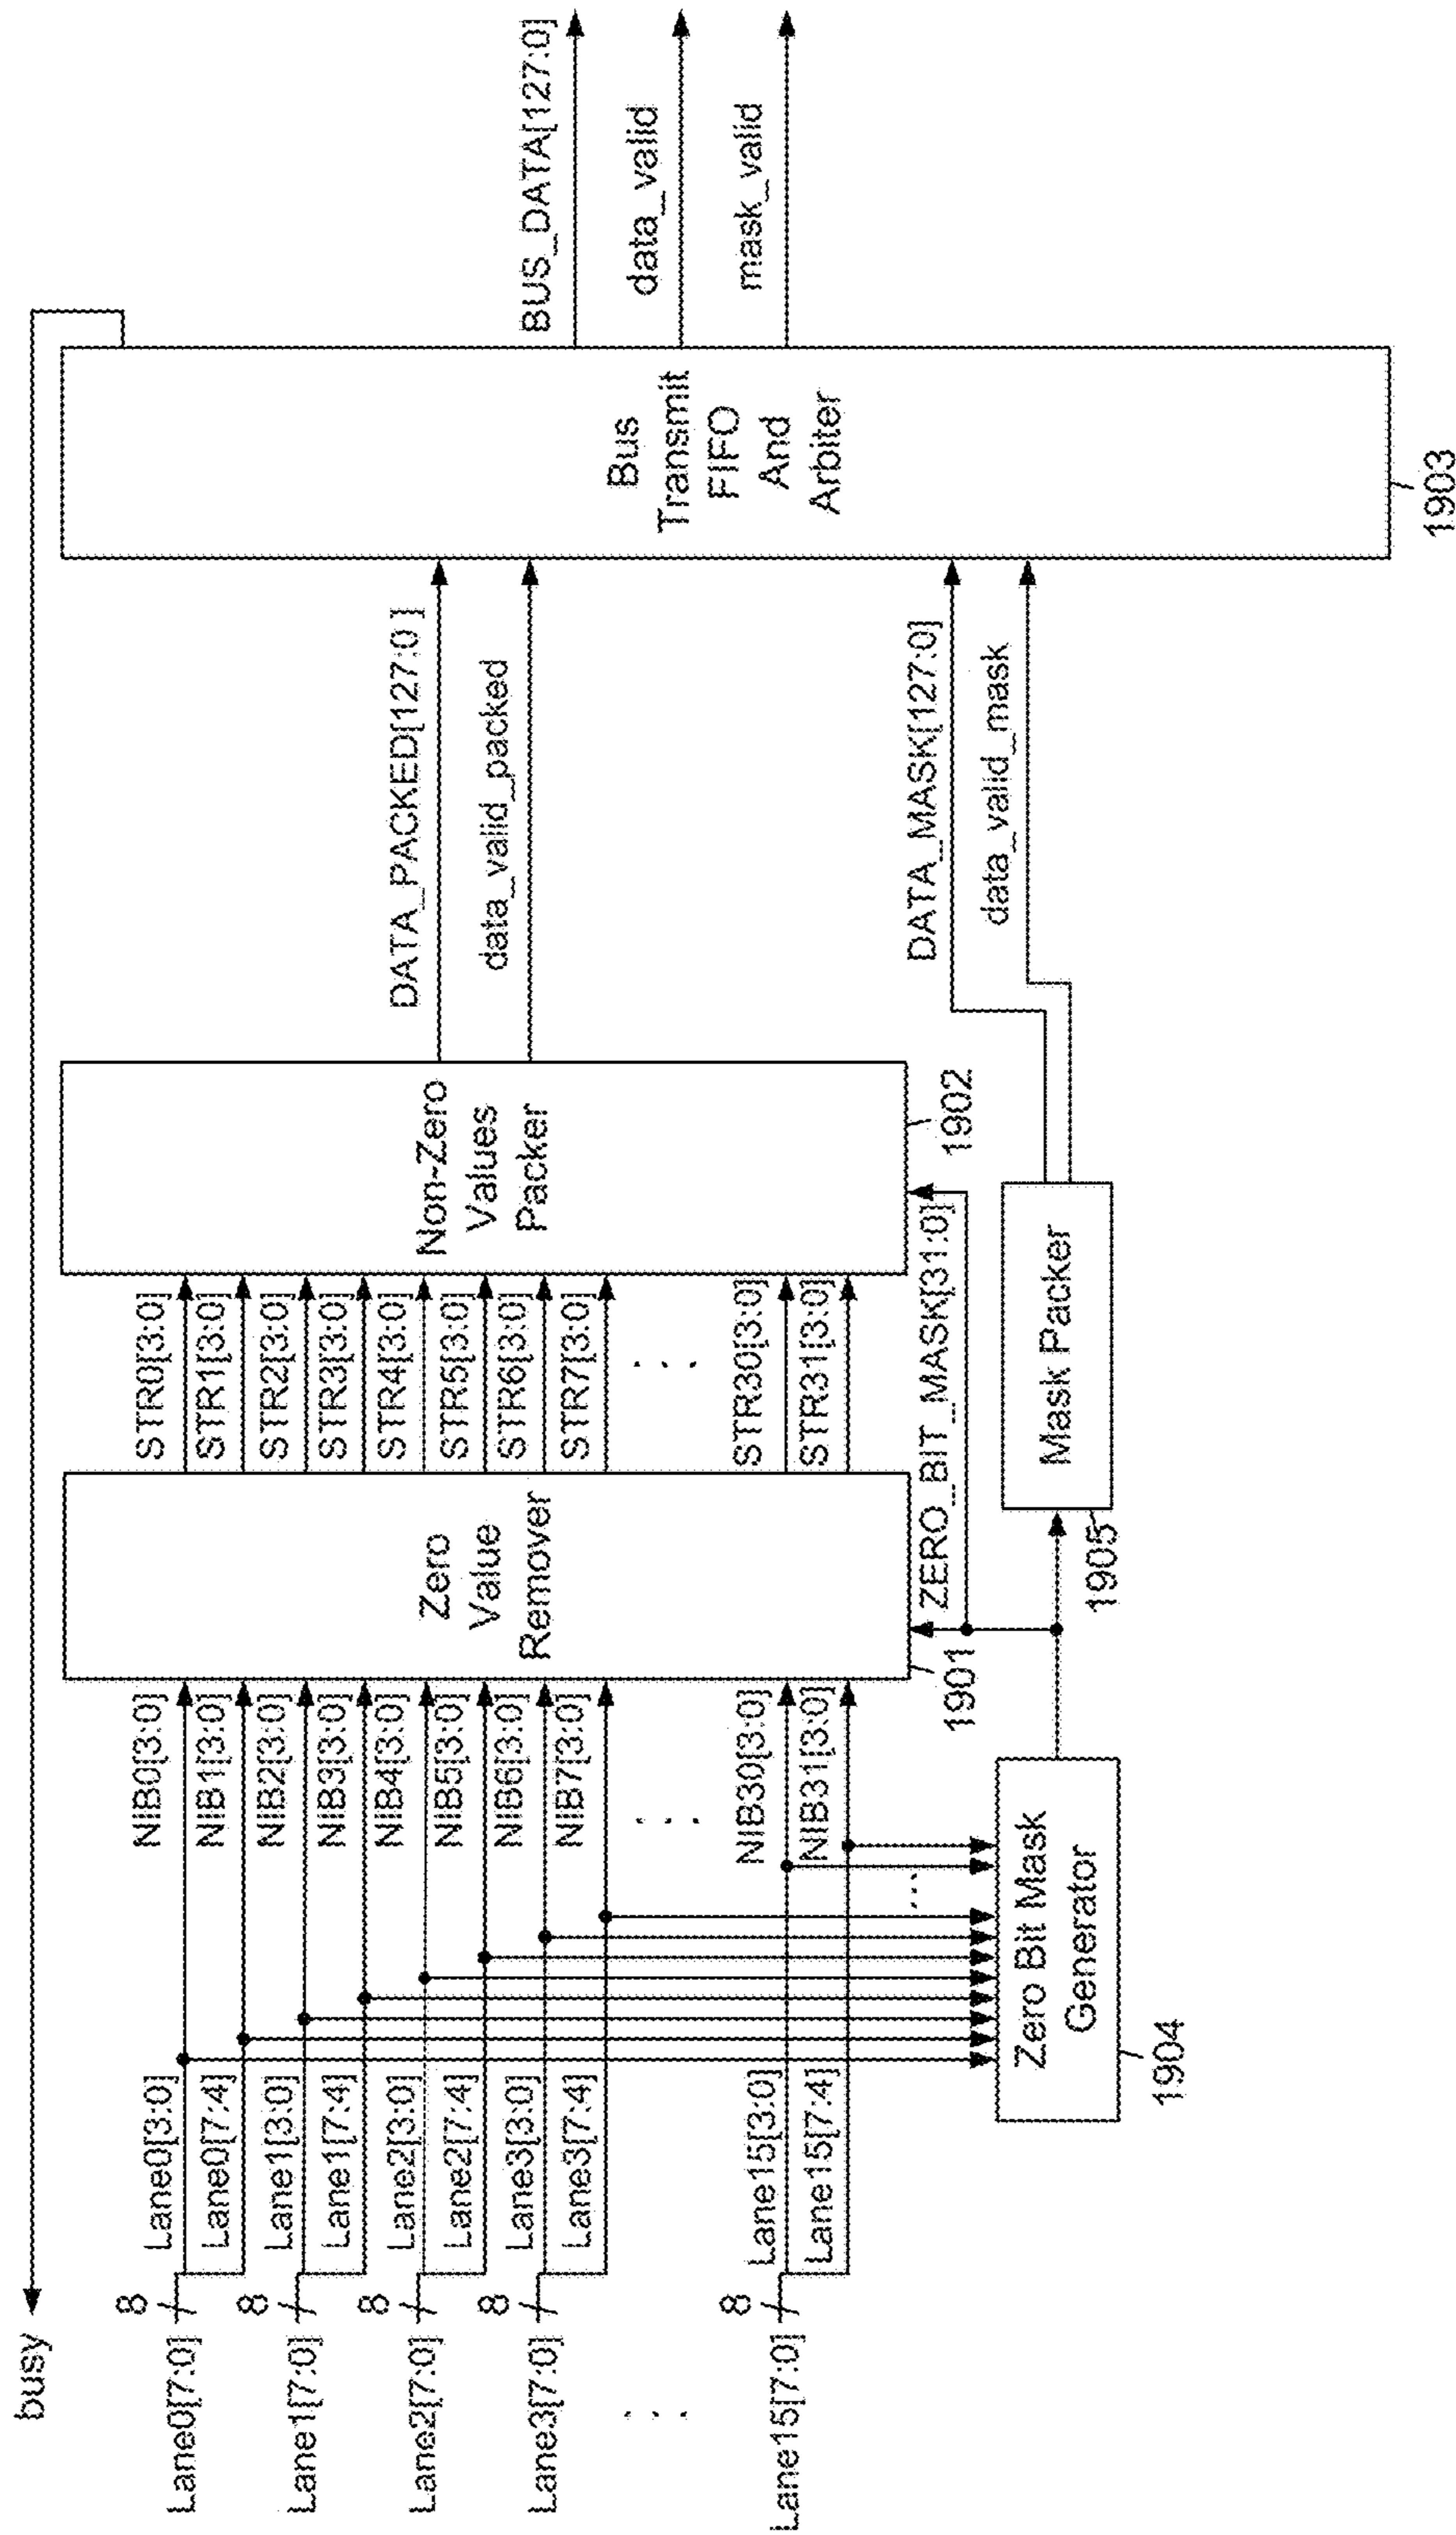 busy
Lane0[7:0]
8
Lane1[7:0]
8
Lane2[7:0]
8
Lane3[7:0]
8
. . .
Lane15[7:0]
8
Lane0[3:0]
Lane0[7:4]
Lane1[3:0]
Lane1[7:4]
Lane2[3:0]
Lane2[7:4]
Lane3[3:0]
Lane3[7:4]
Lane15[3:0]
Lane15[7:4]
NIB0[3:0]
NIB1[3:0]
NIB2[3:0]
NIB3[3:0]
NIB4[3:0]
NIB5[3:0]
NIB6[3:0]
NIB7[3:0]
. . .
NIB30[3:0]
NIB31[3:0]
. . .
Zero Bit Mask
Generator
1904
Zero
Value
Remover
1901
STR0[3:0]
STR1[3:0]
STR2[3:0]
STR3[3:0]
STR4[3:0]
STR5[3:0]
STR6[3:0]
STR7[3:0]
. . .
STR30[3:0]
STR31[3:0]
ZERO_BIT_MASK[31:0]
Mask Packer
1905
Non-Zero
Values
Packer
1902
DATA_PACKED[127:0 ]
data_valid_packed
DATA_MASK[127:0]
data_valid_mask
Bus
Transmit
FIFO
And
Arbiter
1903
BUS_DATA[127:0]
data_valid
mask_valid